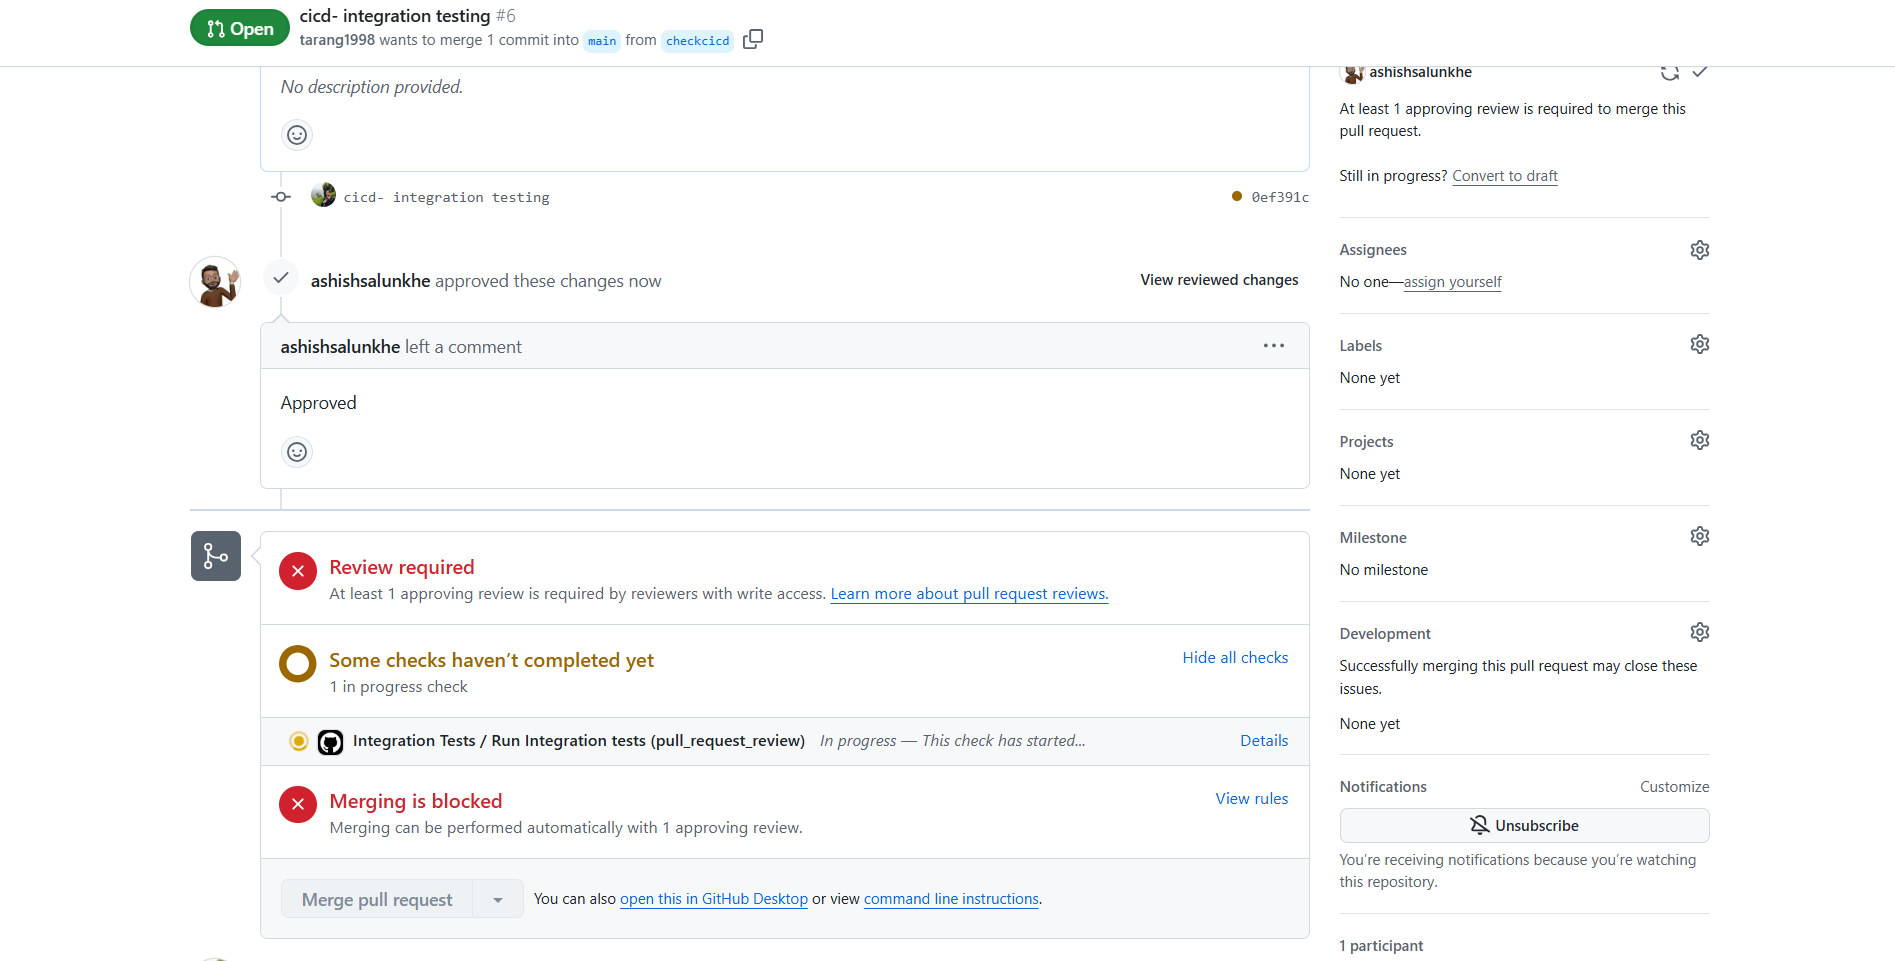 Open
cicd- integration testing #6
tarang1998 wants to merge 1 commit into main from checkcicd
No description provided.
cicd- integration testing
0ef391c
ashishsalunkhe approved these changes now
View reviewed changes
ashishsalunkhe left a comment
Approved
Review required
At least 1 approving review is required by reviewers with write access. Learn more about pull request reviews.
Some checks haven't completed yet
Hide all checks
1 in progress check
Integration Tests / Run Integration tests (pull_request_review) In progress — This check has started...
Details
Merging is blocked
View rules
Merging can be performed automatically with 1 approving review.
Merge pull request
You can also open this in GitHub Desktop or view command line instructions.
ashishsalunkhe
At least 1 approving review is required to merge this
pull request.
Still in progress? Convert to draft
Assignees
No one—assign yourself
Labels
None yet
Projects
None yet
Milestone
No milestone
Development
Successfully merging this pull request may close these
issues.
None yet
Notifications
Customize
Unsubscribe
You're receiving notifications because you're watching
this repository.
1 participant